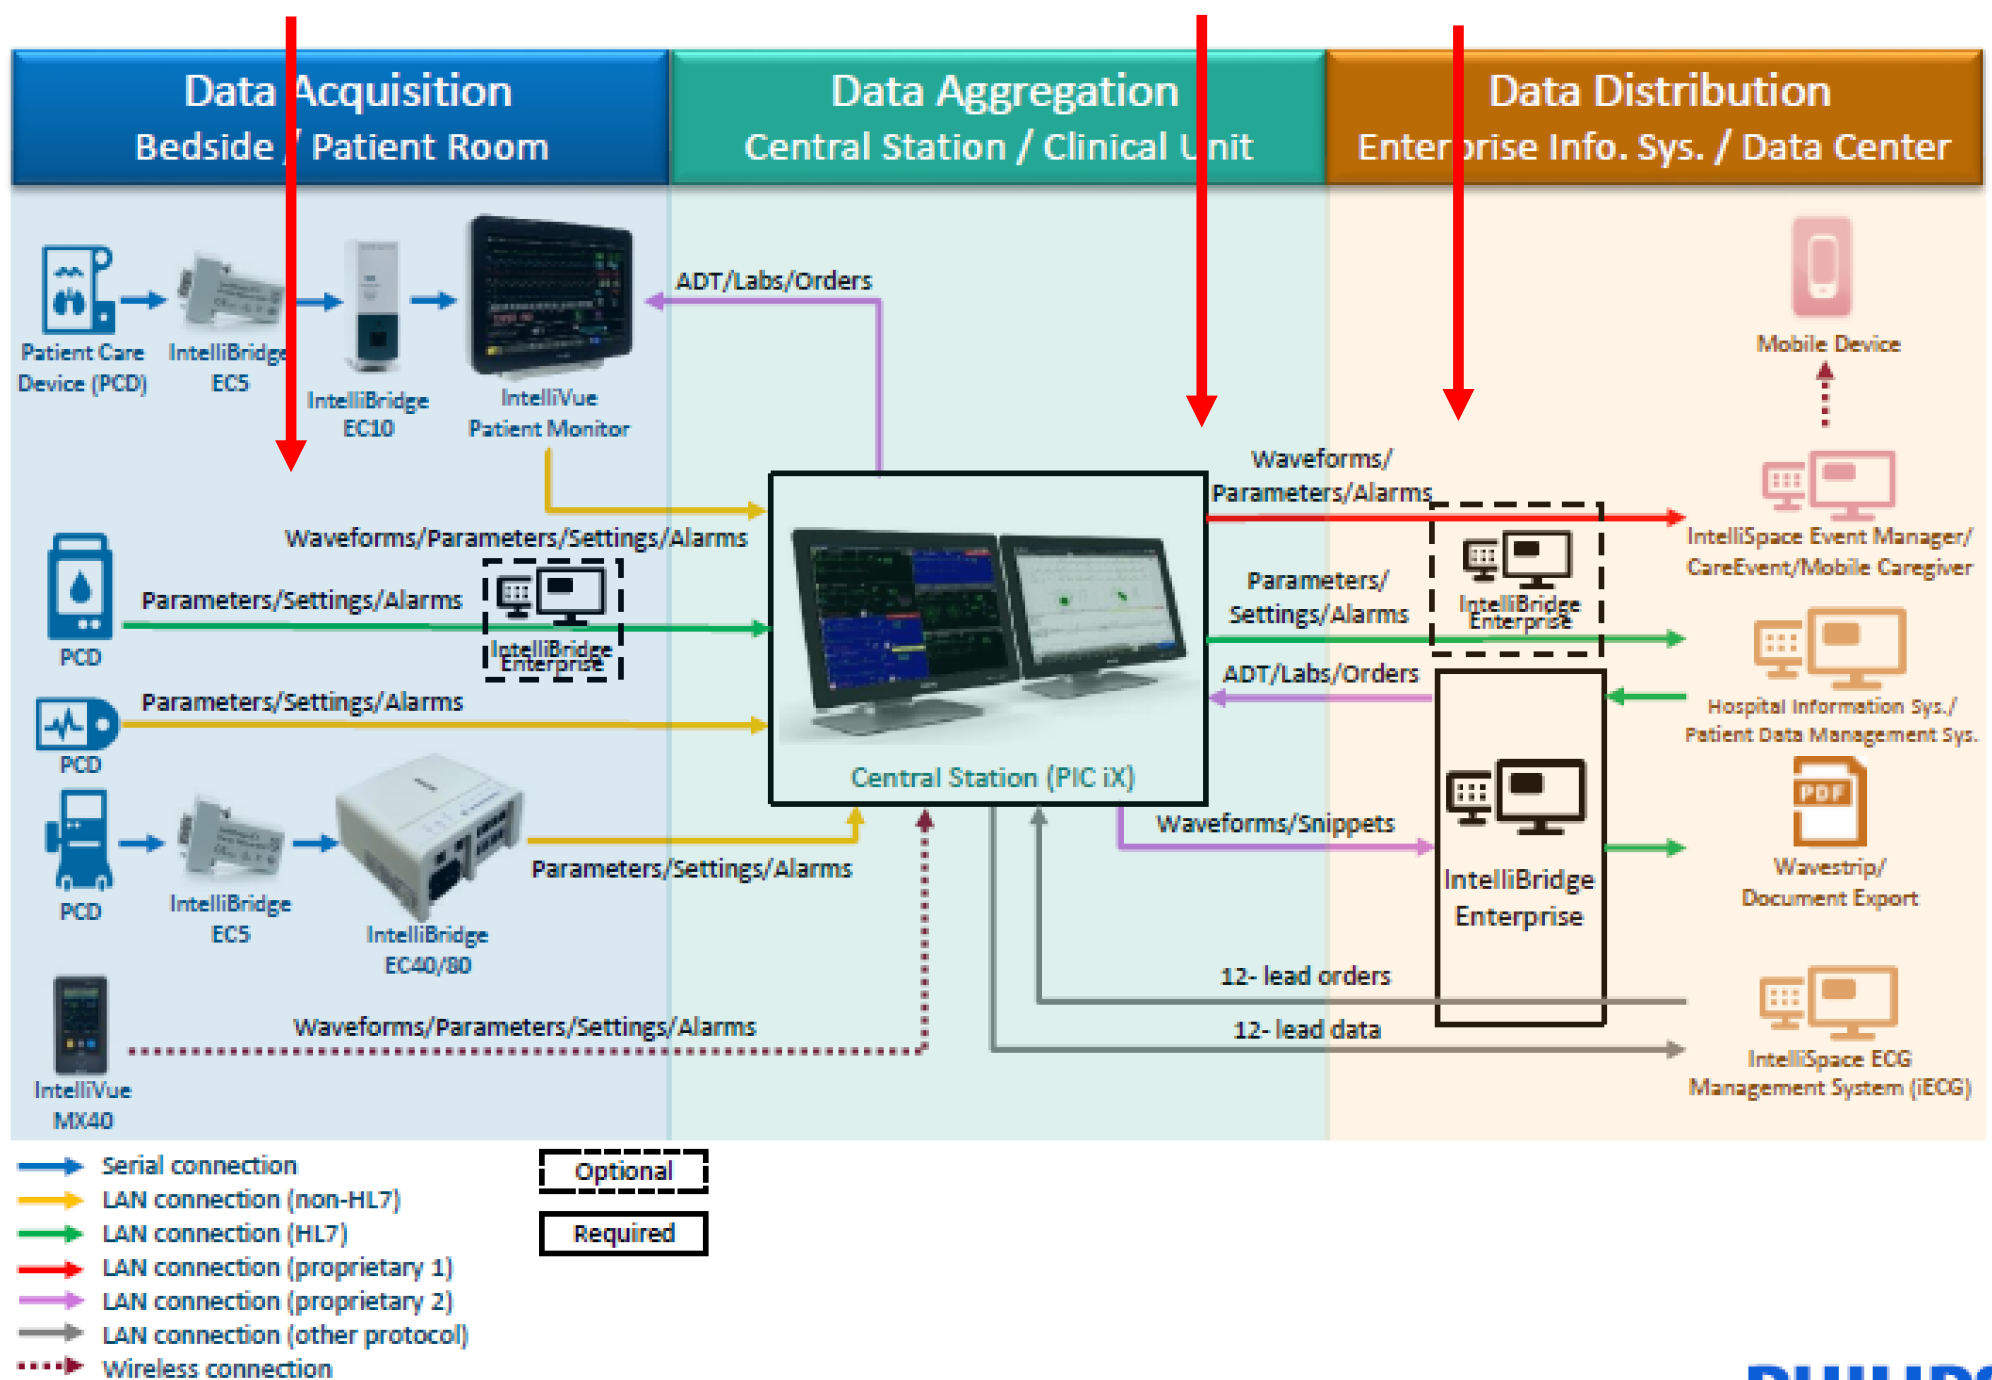 Data Acquisition
Bedside / Patient Room
Data Aggregation
Central Station / Clinical Unit
Data Distribution
Enterprise Info. Sys. / Data Center
Patient Care
Device (PCD)
IntelliBridge
EC5
IntelliBridge
EC10
IntelliVue
Patient Monitor
ADT/Labs/Orders
Mobile Device
Waveforms/Parameters/Settings/Alarms
Waveforms/
Parameters/Alarms
IntelliSpace Event Manager/
CareEvent/Mobile Caregiver
PCD
Parameters/Settings/Alarms
IntelliBridge
Enterprise
Parameters/
Settings/Alarms
IntelliBridge
Enterprise
ADT/Labs/Orders
Hospital Information Sys./
Patient Data Management Sys.
PCD
Parameters/Settings/Alarms
Central Station (PIC iX)
Waveforms/Snippets
IntelliBridge
Enterprise
PDF
Wavestrip/
Document Export
PCD
IntelliBridge
EC5
IntelliBridge
EC40/80
Parameters/Settings/Alarms
12- lead orders
12- lead data
IntelliSpace ECG
Management System (iECG)
IntelliVue
MX40
Waveforms/Parameters/Settings/Alarms
Serial connection
LAN connection (non-HL7)
LAN connection (HL7)
LAN connection (proprietary 1)
LAN connection (proprietary 2)
LAN connection (other protocol)
Wireless connection
Optional
Required
PHILIPS